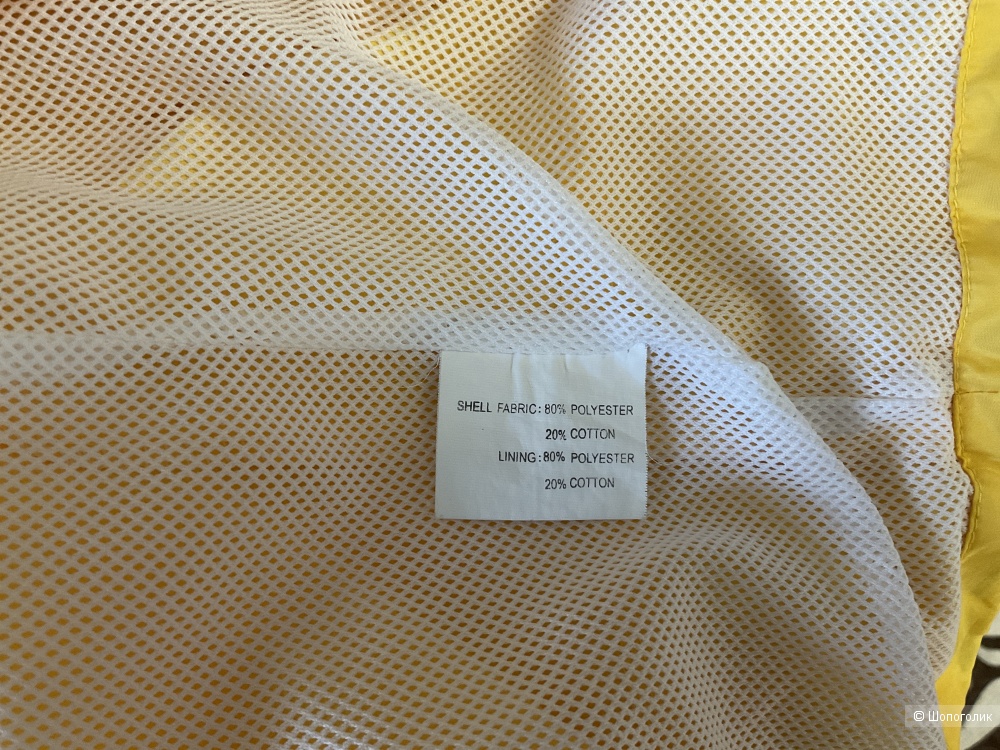 SHELL FABRIC: 80% POLYESTER
20% COTTON
LINING: 80% POLYESTER
20% COTTON
© Шопоголик